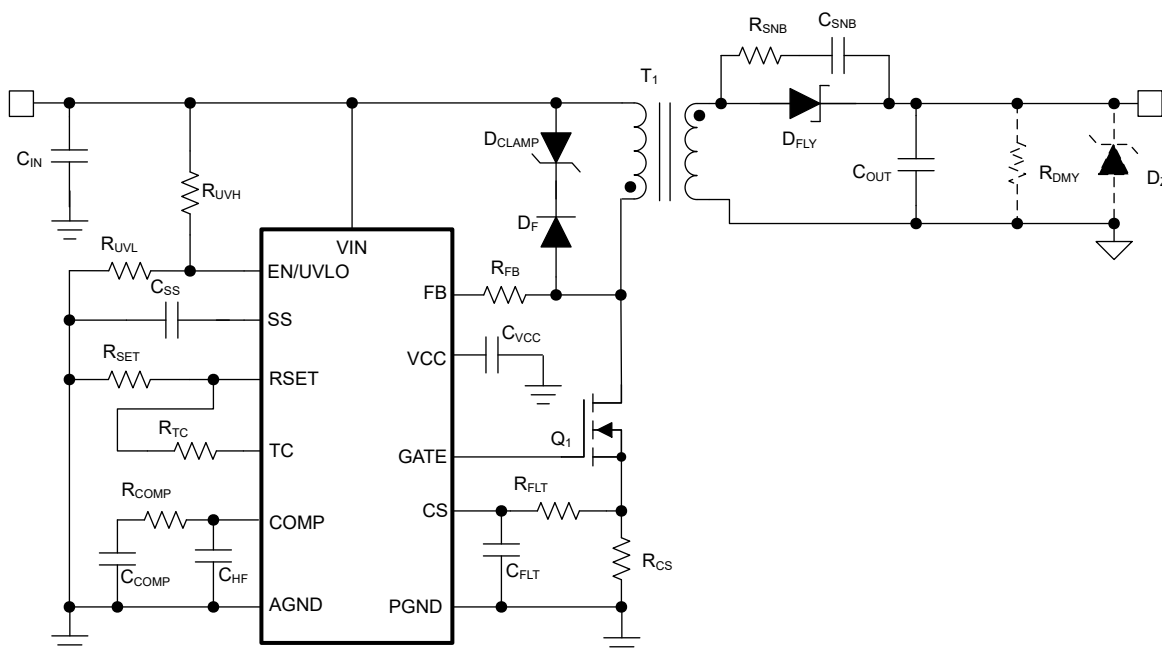 RSNB
CSNB
T1
DCLAMP
DFLY
CIN
RUVH
COUT
RDMY
DZ
DF
VIN
RUVL
EN/UVLO
RFB
FB
CSS
SS
CVCC
VCC
RSET
RSET
RTC
TC
Q1
GATE
RCOMP
RFLT
CS
COMP
CCOMP
CHF
CFLT
RCS
AGND
PGND